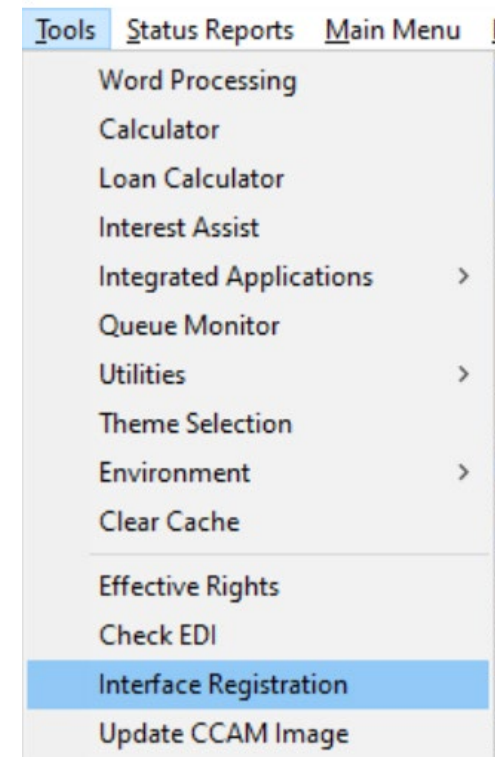 Tools Status Reports Main Menu
Word Processing
Calculator
Loan Calculator
Interest Assist
Integrated Applications >
Queue Monitor
Utilities >
Theme Selection
Environment >
Clear Cache
Effective Rights
Check EDI
Interface Registration
Update CCAM Image